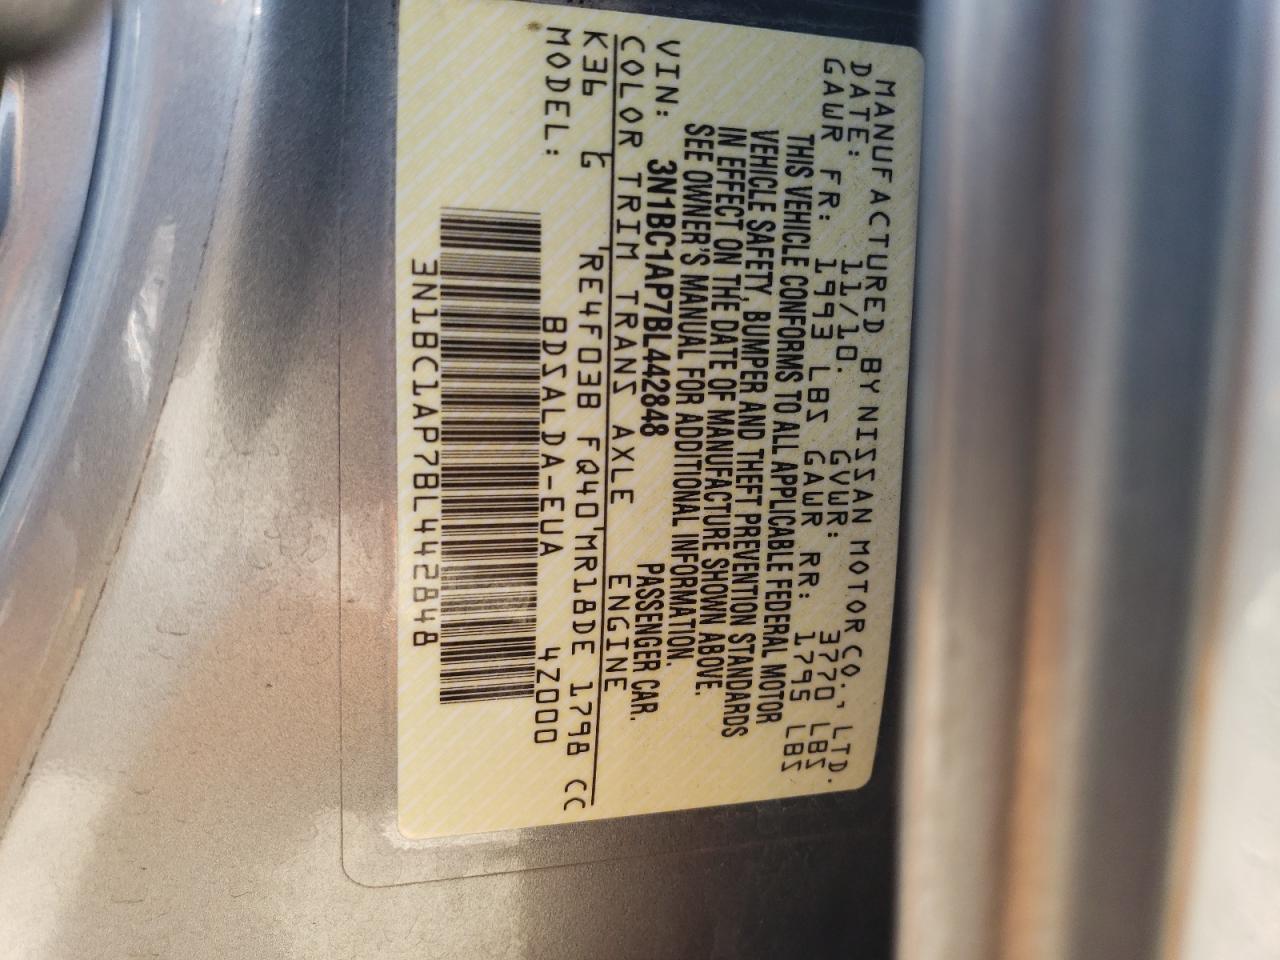 MANUFACTURED BY NISSAN MOTOR CO., LTD.
DATE: 11/10. GVWR: 3770 LBS
GAWR FR: 1993 LBS GAWR RR: 1795 LBS
THIS VEHICLE CONFORMS TO ALL APPLICABLE FEDERAL MOTOR
VEHICLE SAFETY, BUMPER AND THEFT PREVENTION STANDARDS
IN EFFECT ON THE DATE OF MANUFACTURE SHOWN ABOVE.
SEE OWNER'S MANUAL FOR ADDITIONAL INFORMATION.
VIN: 3N1BC1AP7BL442848 PASSENGER CAR.
COLOR TRIM TRANS AXLE ENGINE
K36 G 'RE4F03B FQ40'MR18DE 1798 CC
MODEL: BDSALDA-EUA 4Z000
3N1BC1AP7BL442848